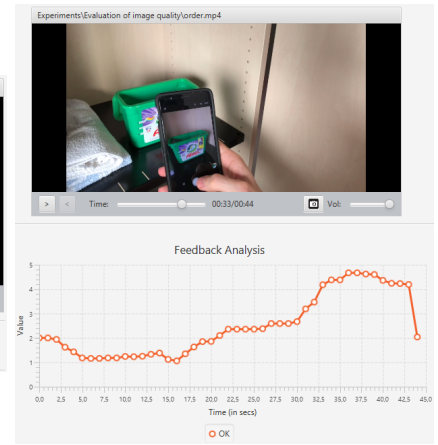 Experiments\Evaluation of image quality\order.mp4
> < Time: 00:33/00:44 Vol:
Feedback Analysis
5
4
3
2
1
0
Value
0,0 2,5 5,0 7,5 10,0 12,5 15,0 17,5 20,0 22,5 25,0 27,5 30,0 32,5 35,0 37,5 40,0 42,5 45,0
Time (in secs)
OK